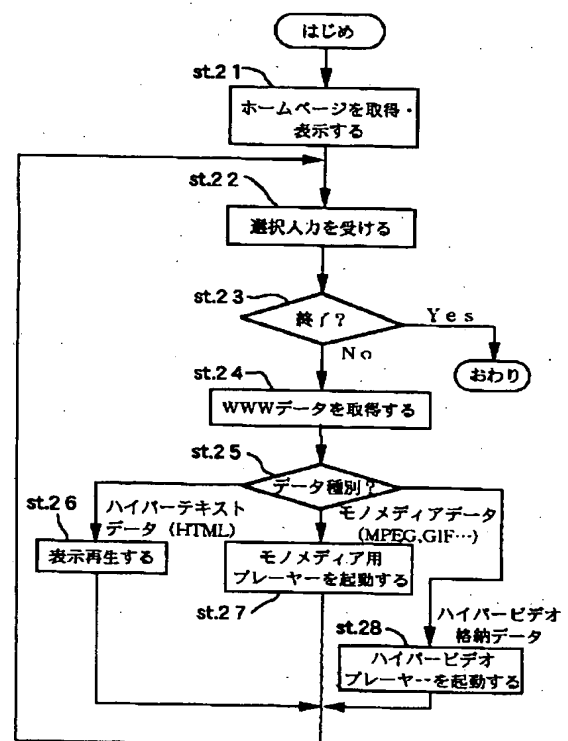 はじめ
st.21
ホームページを取得・
表示する
st.22
選択入力を受ける
st.23
終了？
Yes
No
おわり
st.24
WWWデータを取得する
st.25
データ種別？
st.26
ハイパーテキスト
データ (HTML)
モノメディアデータ
(MPEG,GIF…)
表示再生する
モノメディア用
プレーヤーを起動する
st.27
ハイパービデオ
格納データ
st.28
ハイパービデオ
プレーヤーを起動する